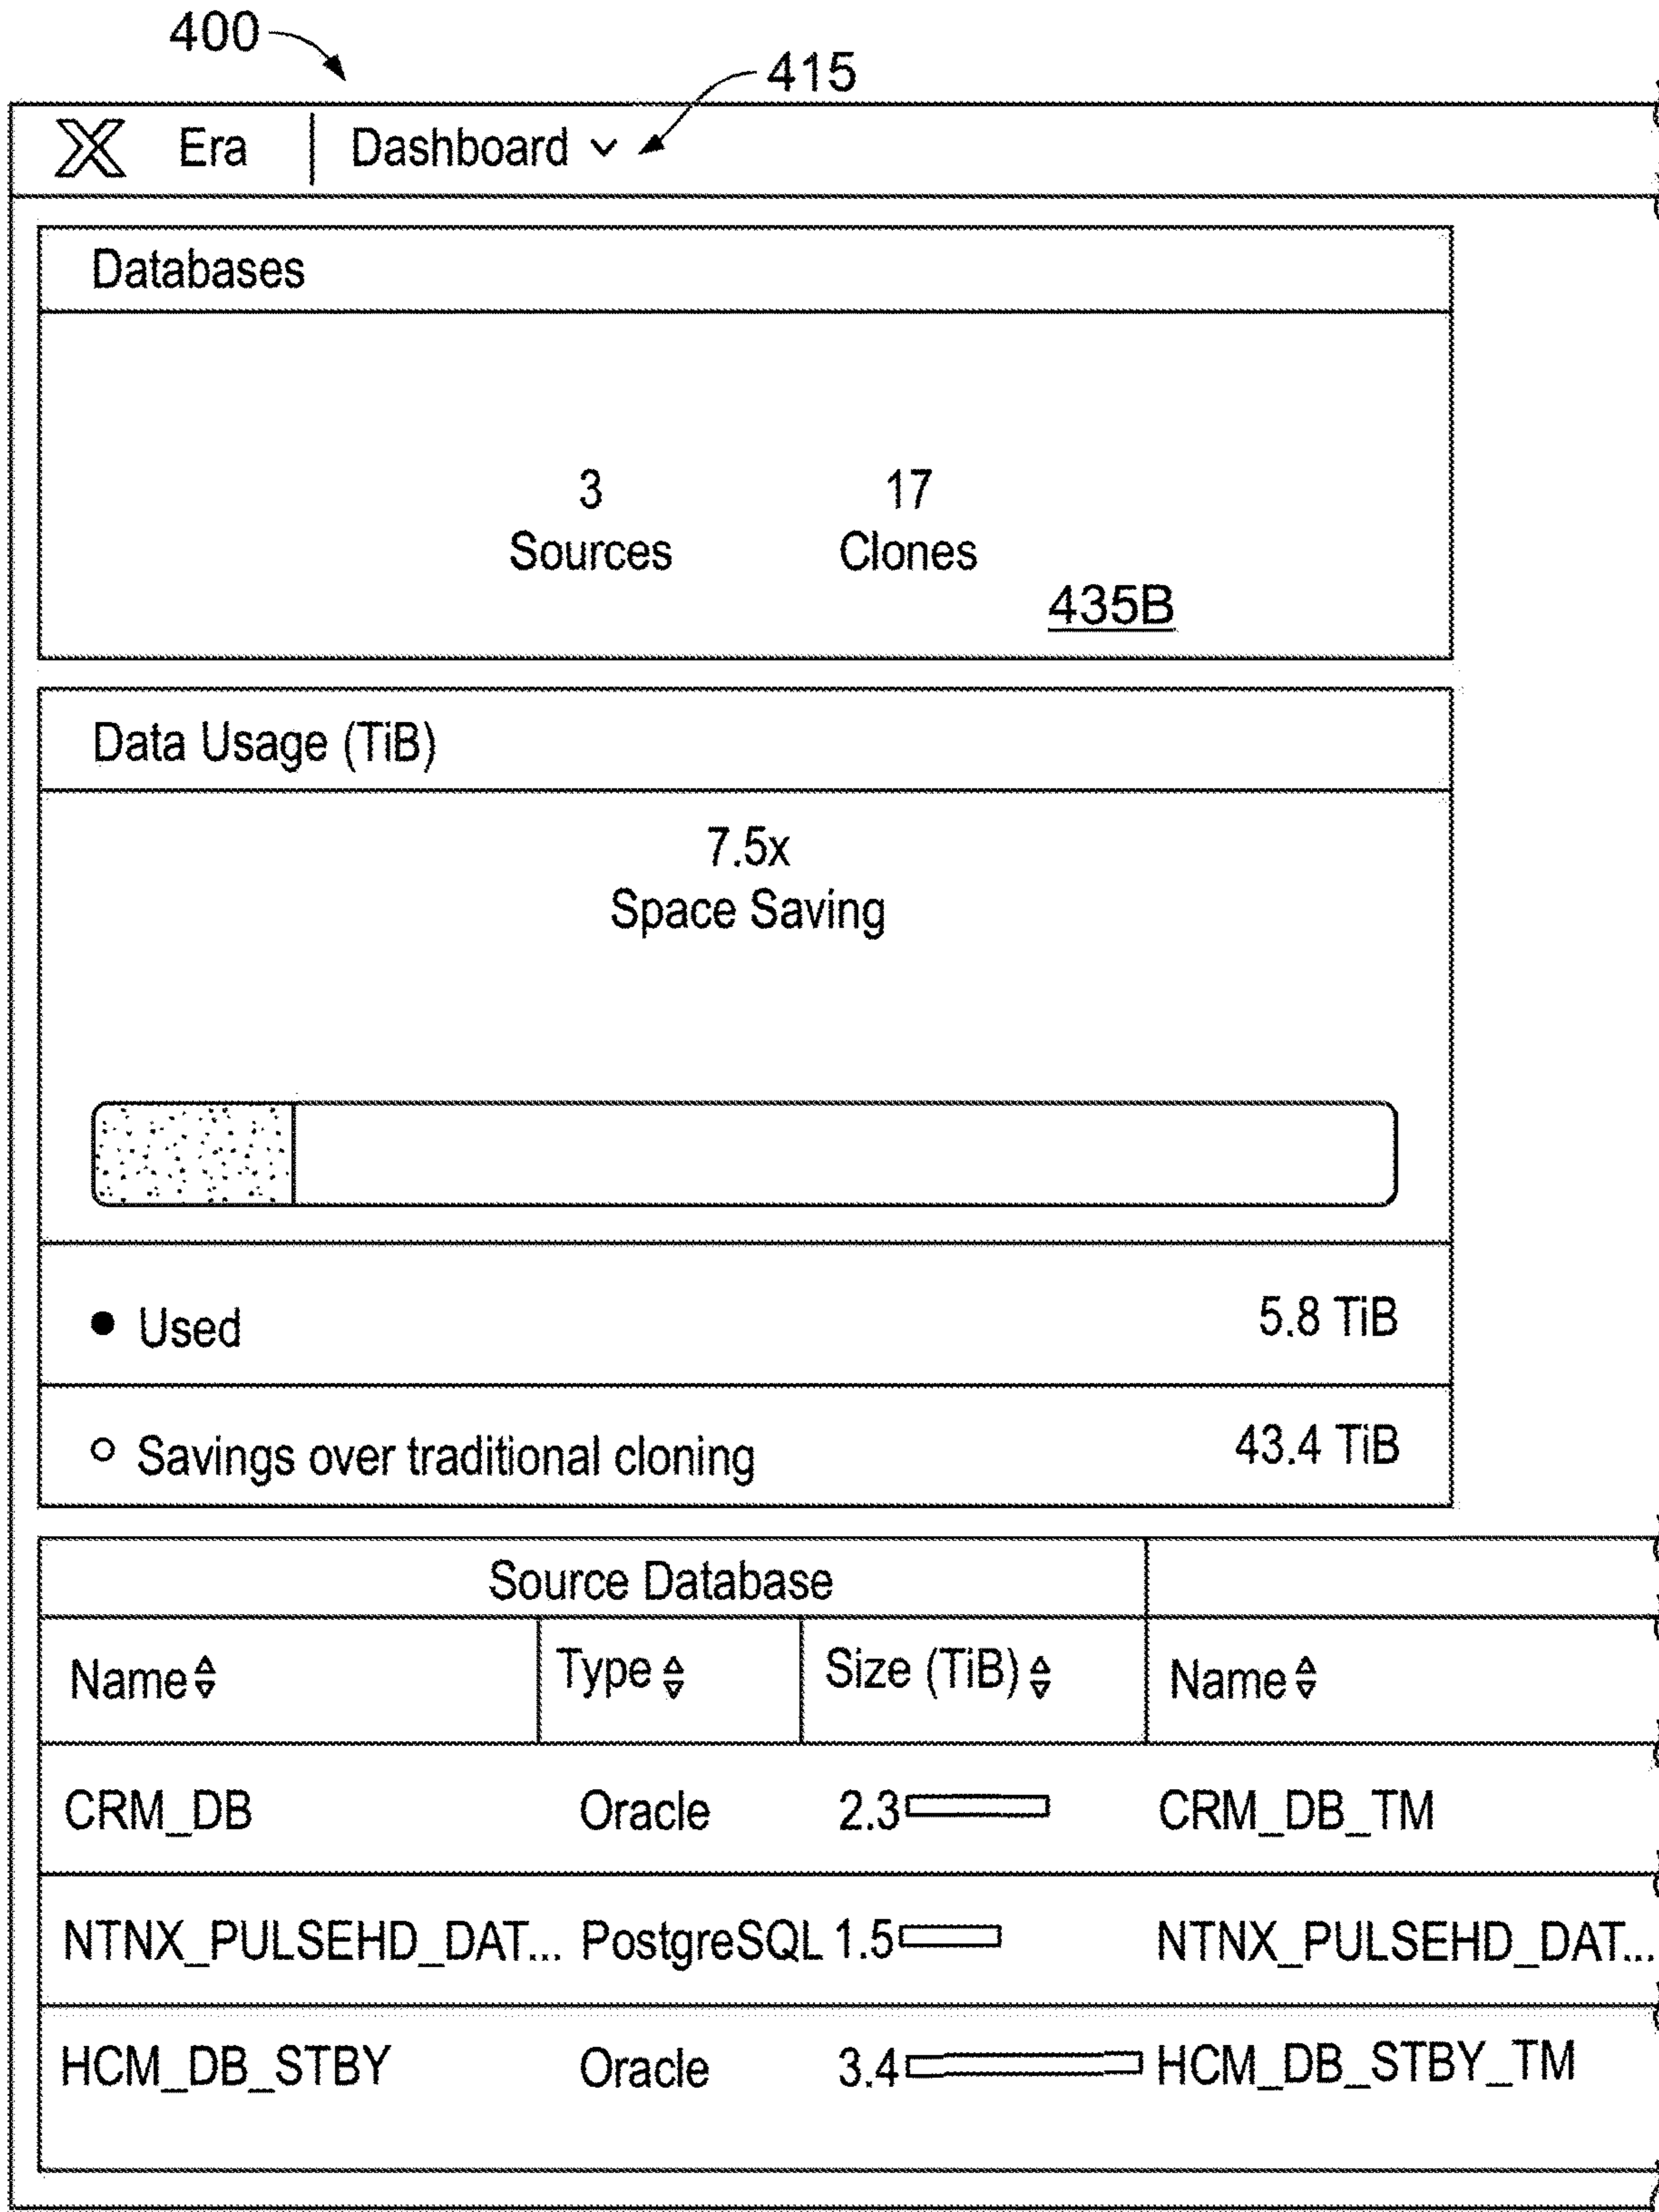 400
415
Era | Dashboard
Databases
3 17
Sources Clones
435B
Data Usage (TiB)
7.5x
Space Saving
Used 5.8 TiB
Savings over traditional cloning 43.4 TiB
Source Database
Name Type Size (TiB) Name
CRM_DB Oracle 2.3 CRM_DB_TM
NTNX_PULSEHD_DAT... PostgreSQL 1.5 NTNX_PULSEHD_DAT...
HCM_DB_STBY Oracle 3.4 HCM_DB_STBY_TM